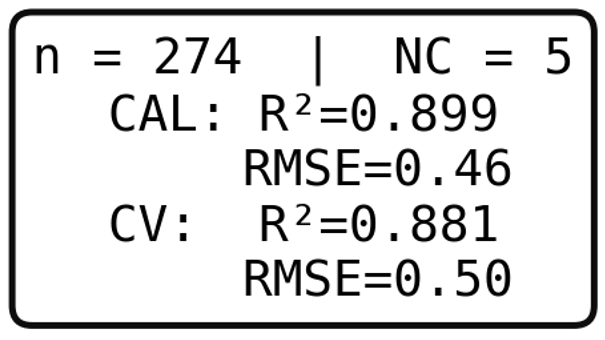 n = 274 | NC = 5
CAL: R²=0.899
RMSE=0.46
CV: R²=0.881
RMSE=0.50